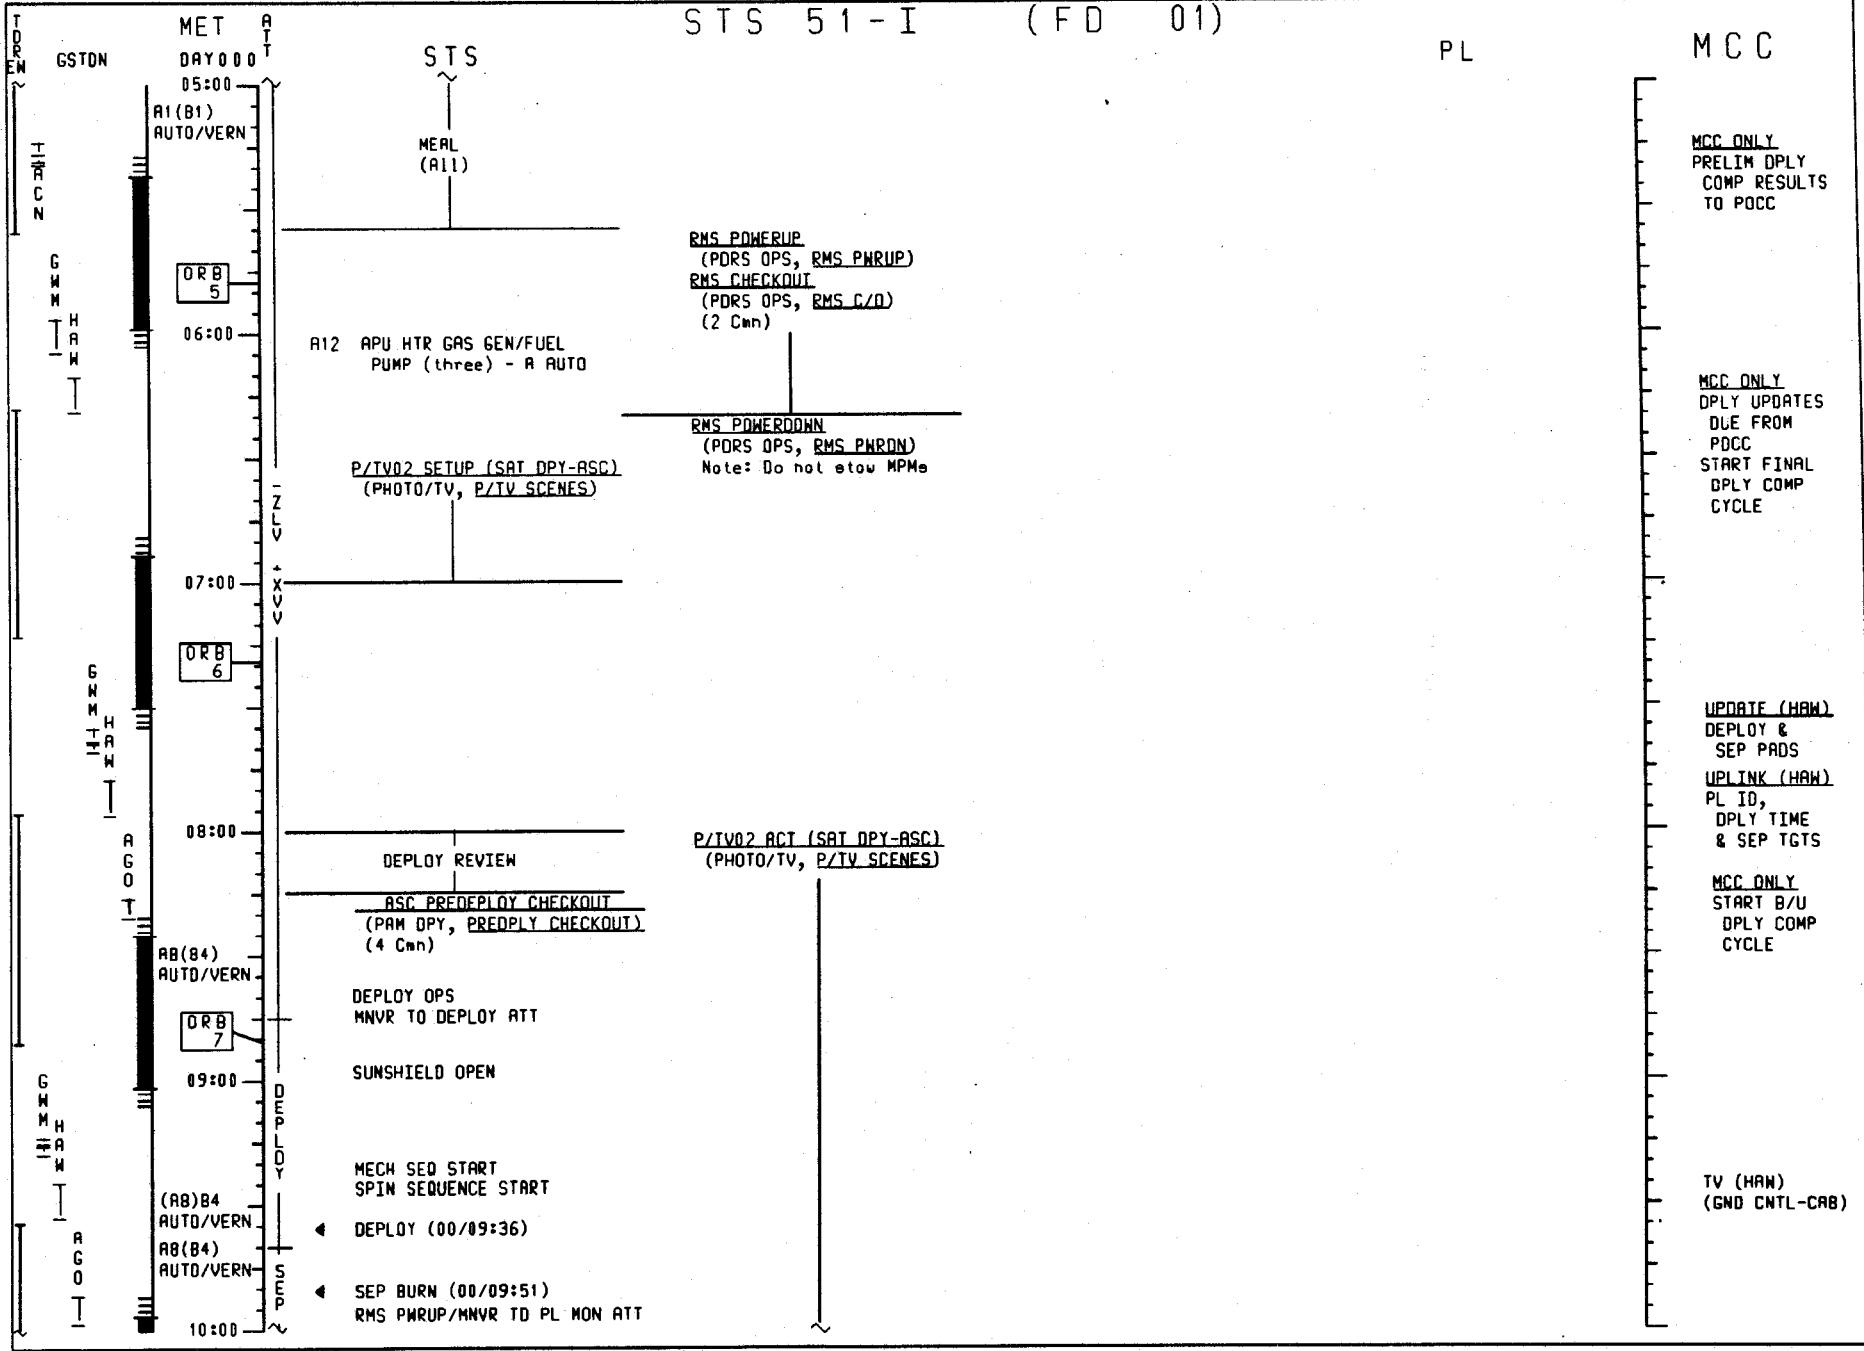 STS 51-I (FD 01)
TDRE
EW
GSTDN
MET
DAY000
ATT
STS
PL
MCC
05:00
A1(B1)
AUTO/VERN
MEAL
(All)
MCC ONLY
PRELIM DPLY
COMP RESULTS
TO POCC
ACN
GWM
RMS POWERUP
(PDRS OPS, RMS PWRUP)
RMS CHECKOUT
(PDRS OPS, RMS C/O)
(2 Cmn)
ORB
5
HAW
06:00
A12 APU HTR GAS GEN/FUEL
PUMP (three) - A AUTO
MCC ONLY
DPLY UPDATES
DUE FROM
POCC
START FINAL
DPLY COMP
CYCLE
RMS POWERDOWN
(PDRS OPS, RMS PWRDN)
Note: Do not stow MPMs
P/TV02 SETUP (SAT DPY-ASC)
(PHOTO/TV, P/TV SCENES)
-ZLV +XVV
07:00
ORB
6
GWM
HAW
UPDATE (HAW)
DEPLOY &
SEP PADS
UPLINK (HAW)
PL ID,
DPLY TIME
& SEP TGTS
08:00
AGO
DEPLOY REVIEW
P/TV02 ACT (SAT DPY-ASC)
(PHOTO/TV, P/TV SCENES)
MCC ONLY
START B/U
DPLY COMP
CYCLE
ASC PREDEPLOY CHECKOUT
(PAM DPY, PREDPLY CHECKOUT)
(4 Cmn)
A8(B4)
AUTO/VERN
DEPLOY OPS
MNVR TO DEPLOY ATT
ORB
7
SUNSHIELD OPEN
09:00
GWM
HAW
DEPLOY
MECH SEQ START
SPIN SEQUENCE START
TV (HAW)
(GND CNTL-CAB)
(A8)B4
AUTO/VERN
DEPLOY (00/09:36)
AGO
A8(B4)
AUTO/VERN
SEP
SEP BURN (00/09:51)
RMS PWRUP/MNVR TO PL MON ATT
10:00